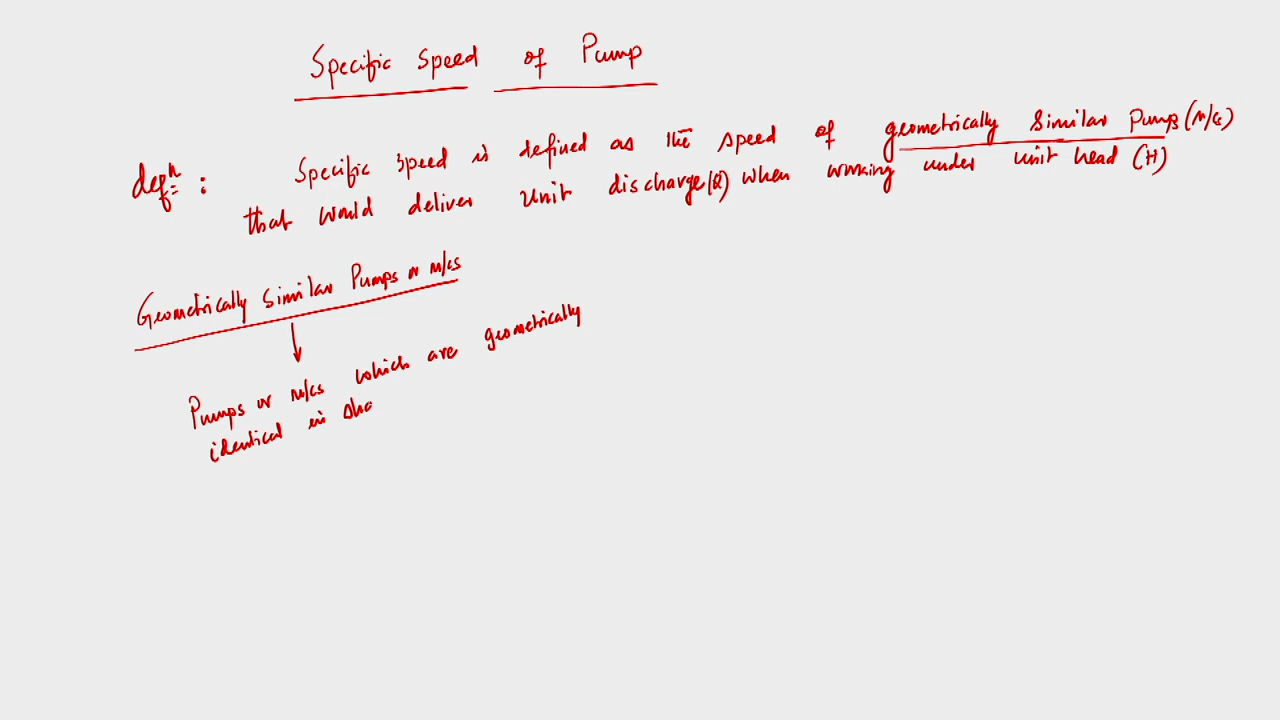 Specific Speed of Pump
defn : Specific Speed is defined as the speed of geometrically similar Pumps (m/cs)
that would deliver unit discharge(Q) when working under unit head (H)
Geometrically Similar Pumps or m/cs
Pumps or m/cs which are geometrically
identical in sha